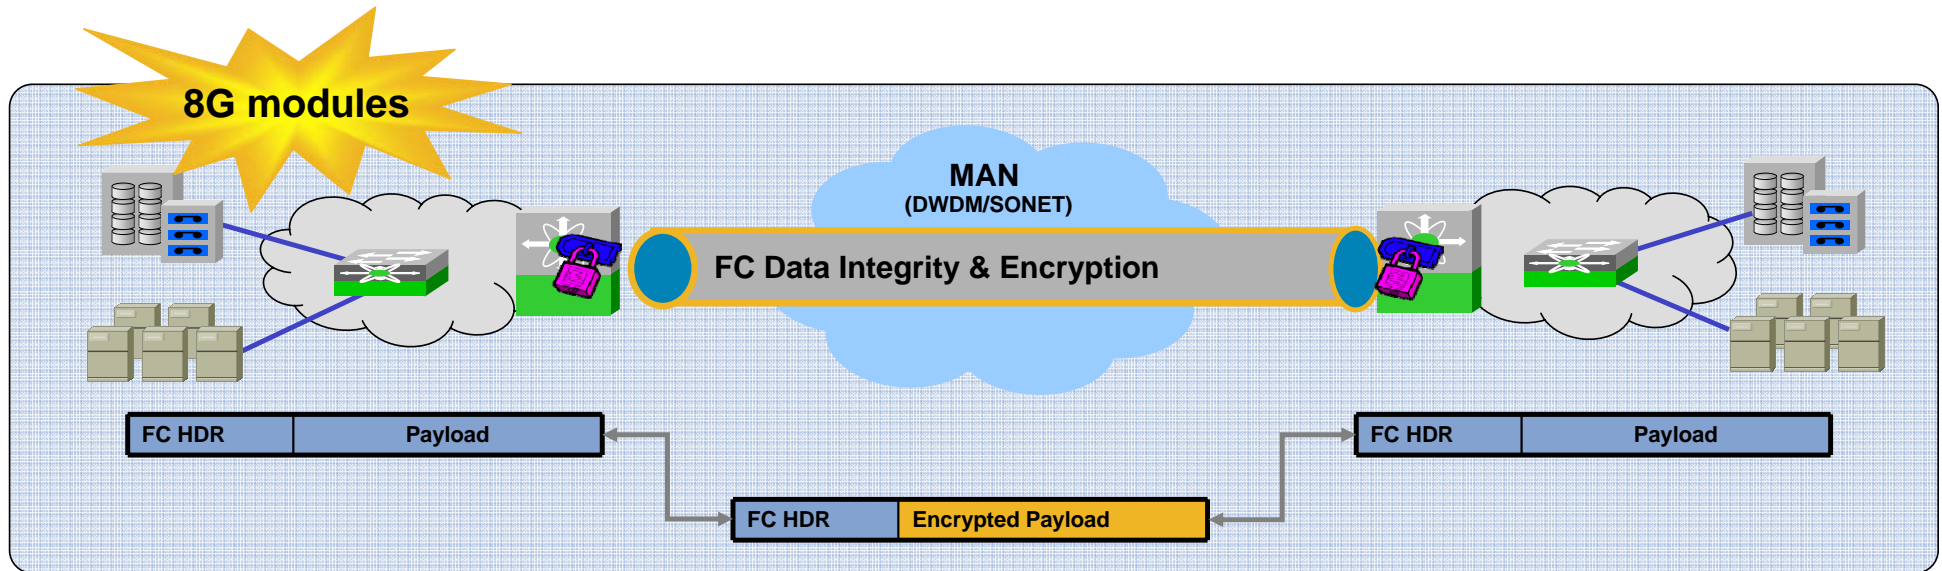 8G modules
MAN
(DWDM/SONET)
FC Data Integrity & Encryption
FC HDR Payload
FC HDR Payload
FC HDR Encrypted Payload